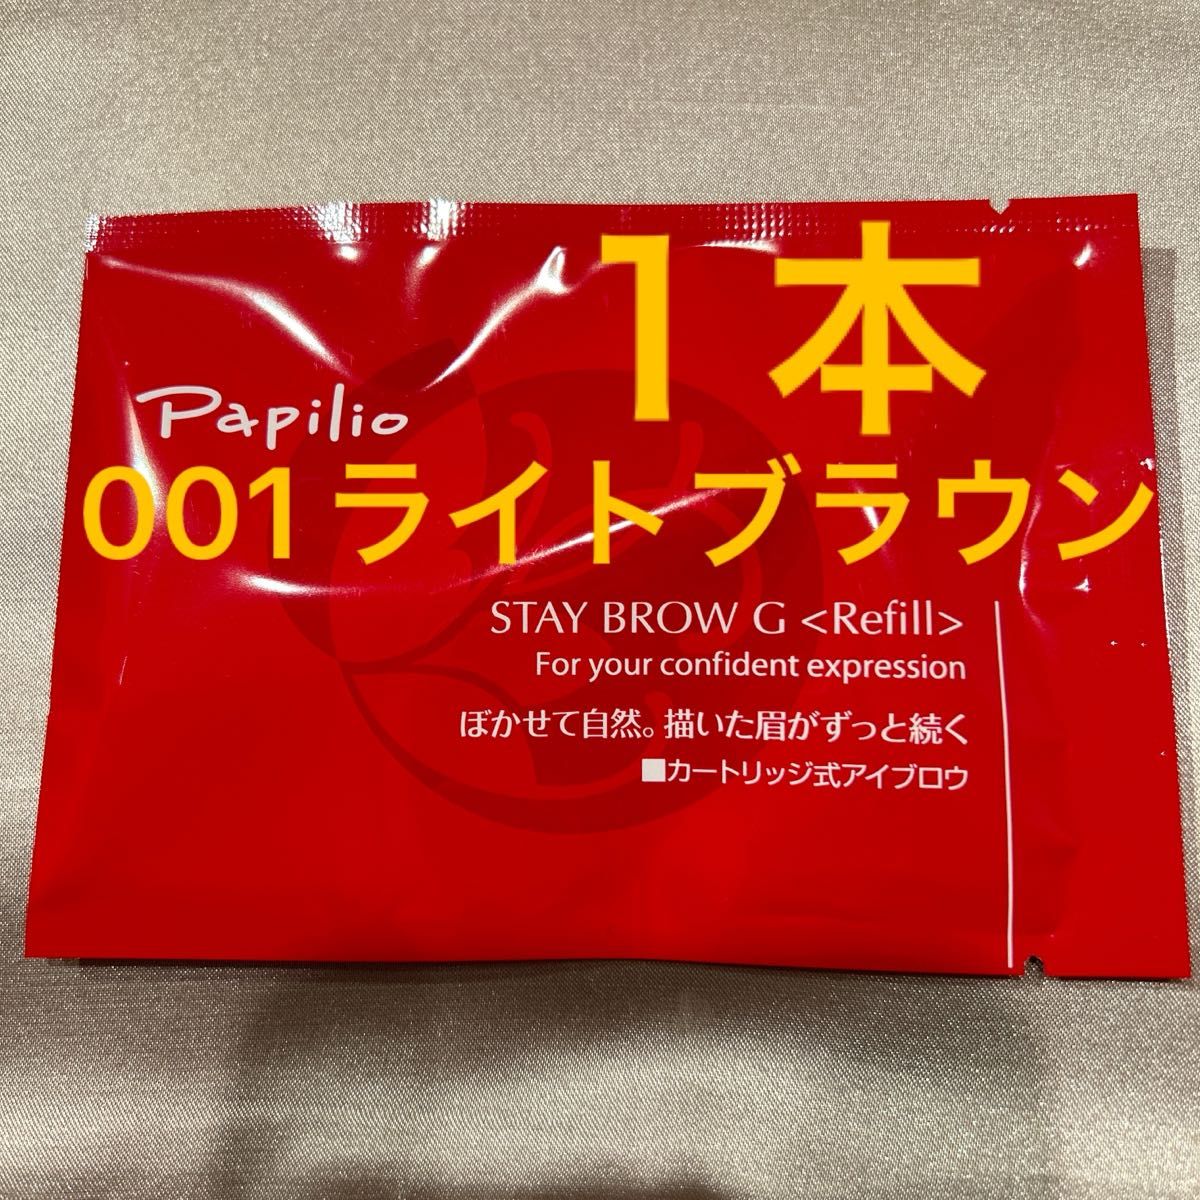 1本
Papilio
001ライトブラウン
STAY BROW G <Refill>
For your confident expression
ぼかせて自然。描いた眉がずっと続く
■カートリッジ式アイブロウ